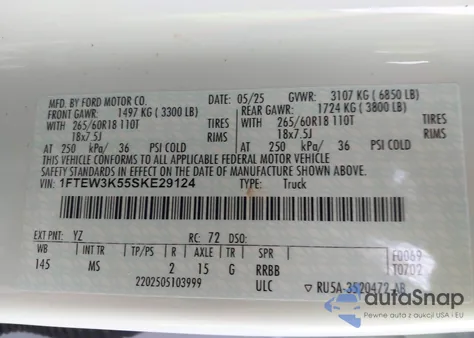 MFD. BY FORD MOTOR CO.
05/25 GVWR: 3107 KG (6850 LB)
FRONT GAWR: 1497 KG (3300 LB) REAR GAWR: 1724 KG (3800 LB)
WITH 265/60R18 110T TIRES WITH 265/60R18 110T TIRES
18x7.5J RIMS 18x7.5J RIMS
AT 250 kPa/ 36 PSI COLD AT 250 kPa/ 36 PSI COLD
THIS VEHICLE CONFORMS TO ALL APPLICABLE FEDERAL MOTOR VEHICLE
SAFETY STANDARDS IN EFFECT ON THE DATE OF MANUFACTURE SHOWN ABOVE.
VIN: 1FTEW3K55SKE29124 TYPE: Truck
EXT PNT: YZ RC: 72 DSO:
WB INT TR TP/PS R AXLE TR SPR F0069
145 MS 2 15 G RRBB T0702
2202505103999 ULC RU5A-3520472-AB
autoSnap
Pewne auta z aukcji w USA